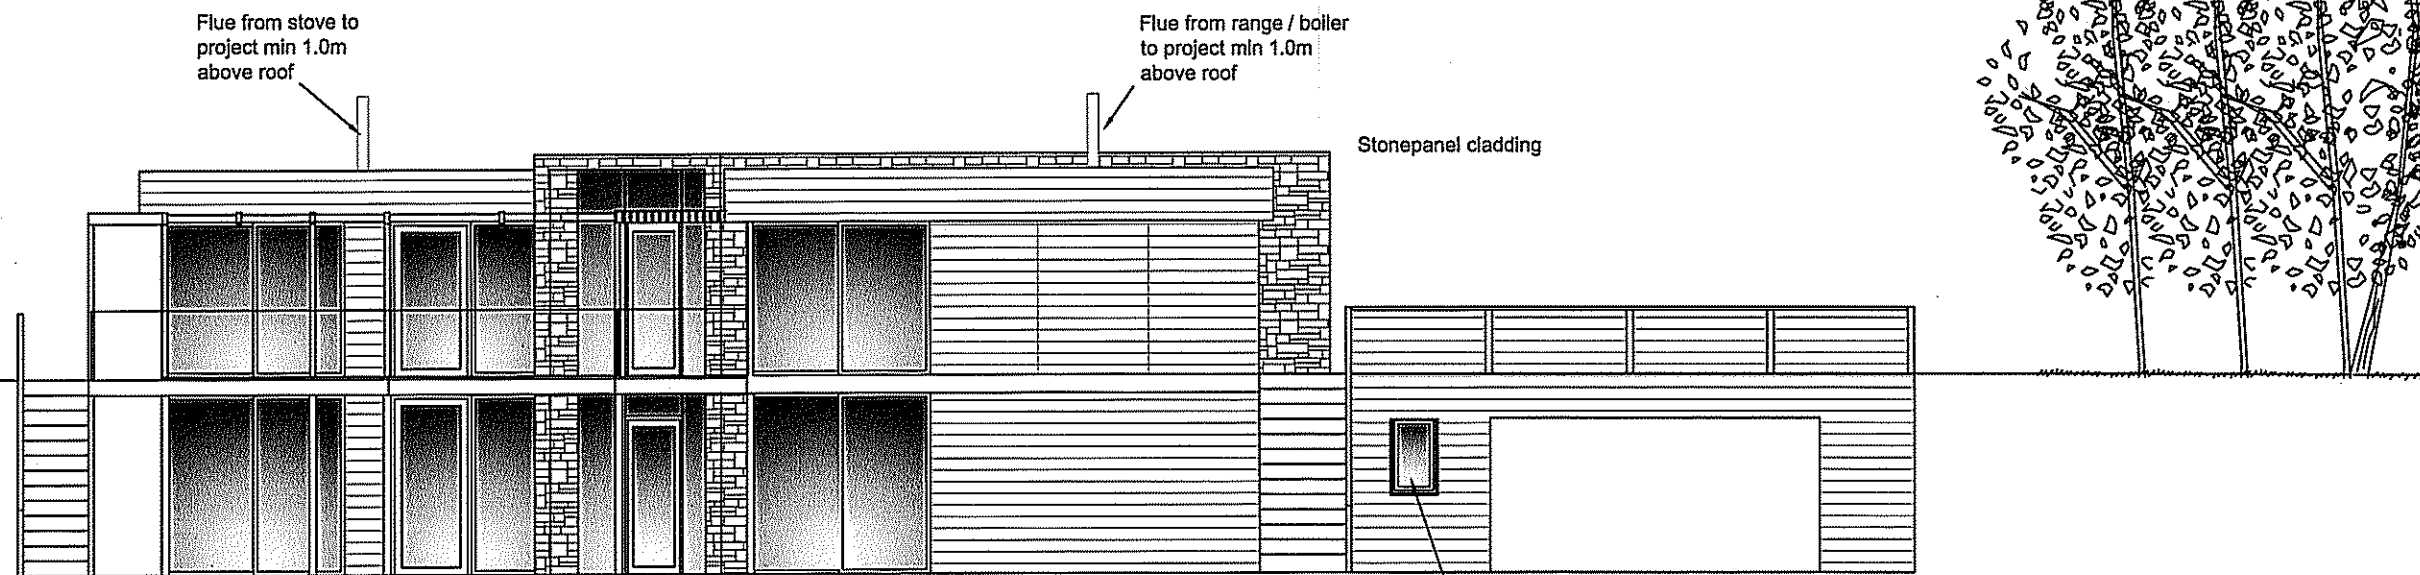 Flue from stove to
project min 1.0m
above roof
Flue from range / boiler
to project min 1.0m
above roof
Stonepanel cladding